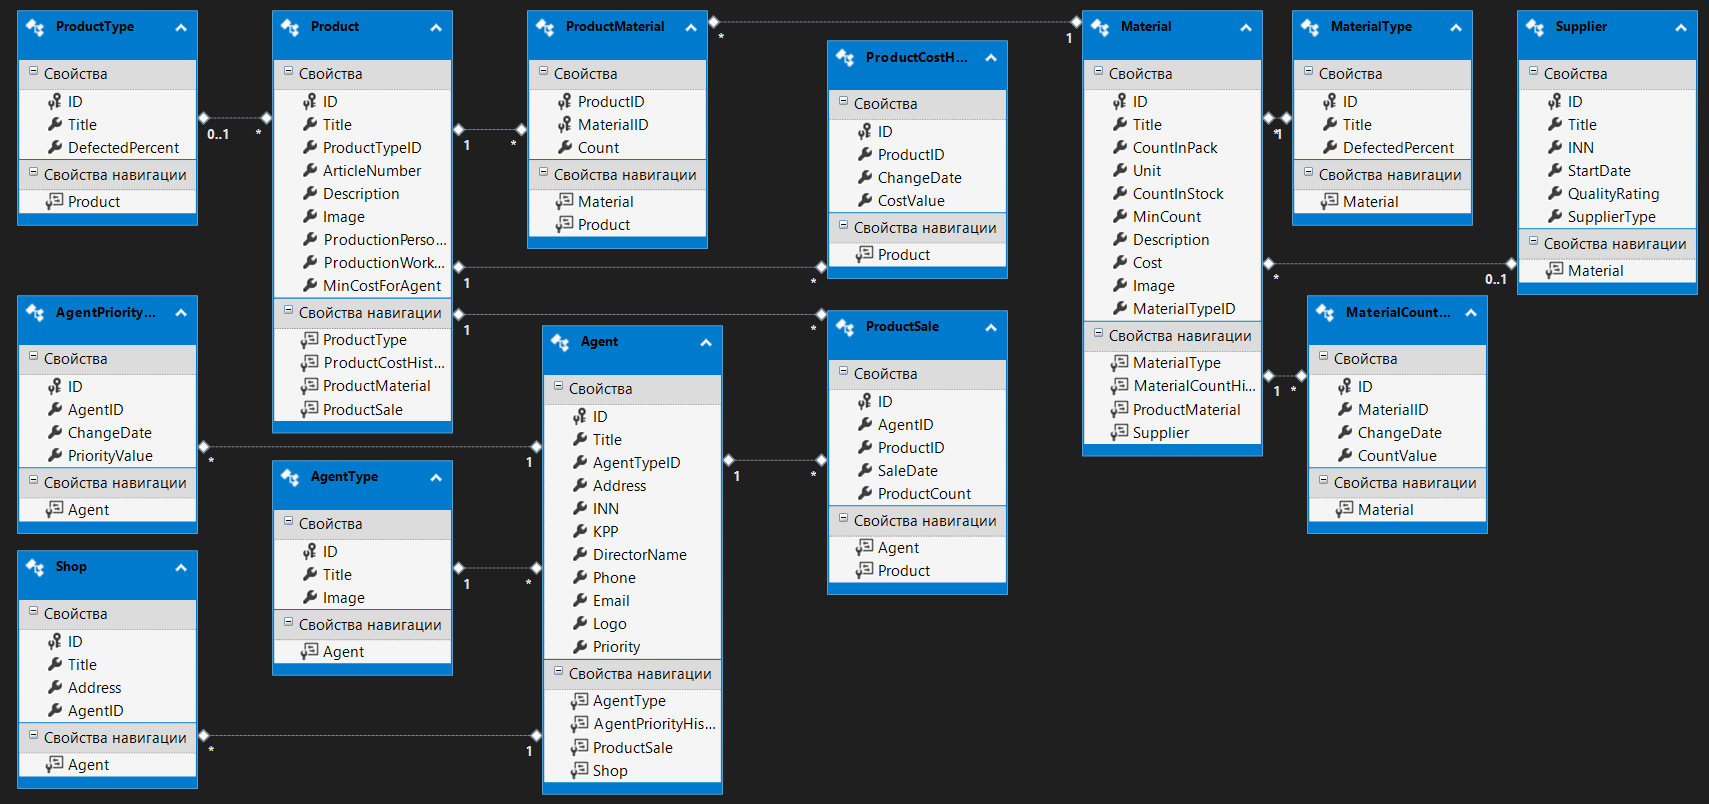 ProductType
Свойства
ID
Title
DefectedPercent
Свойства навигации
Product
0..1
*
Product
Свойства
ID
Title
ProductTypeID
ArticleNumber
Description
Image
ProductionPerso...
ProductionWork...
MinCostForAgent
Свойства навигации
ProductType
ProductCostHist...
ProductMaterial
ProductSale
1
*
1
*
1
*
ProductMaterial
Свойства
ProductID
MaterialID
Count
Свойства навигации
Material
Product
*
1
ProductCostH...
Свойства
ID
ProductID
ChangeDate
CostValue
Свойства навигации
Product
Material
Свойства
ID
Title
CountInPack
Unit
CountInStock
MinCount
Description
Cost
Image
MaterialTypeID
Свойства навигации
MaterialType
MaterialCountHi...
ProductMaterial
Supplier
*
1
*
0..1
1
*
MaterialType
Свойства
ID
Title
DefectedPercent
Свойства навигации
Material
Supplier
Свойства
ID
Title
INN
StartDate
QualityRating
SupplierType
Свойства навигации
Material
AgentPriority...
Свойства
ID
AgentID
ChangeDate
PriorityValue
Свойства навигации
Agent
*
1
AgentType
Свойства
ID
Title
Image
Свойства навигации
Agent
1
*
Agent
Свойства
ID
Title
AgentTypeID
Address
INN
KPP
DirectorName
Phone
Email
Logo
Priority
Свойства навигации
AgentType
AgentPriorityHis...
ProductSale
Shop
1
*
ProductSale
Свойства
ID
AgentID
ProductID
SaleDate
ProductCount
Свойства навигации
Agent
Product
MaterialCount...
Свойства
ID
MaterialID
ChangeDate
CountValue
Свойства навигации
Material
Shop
Свойства
ID
Title
Address
AgentID
Свойства навигации
Agent
*
1